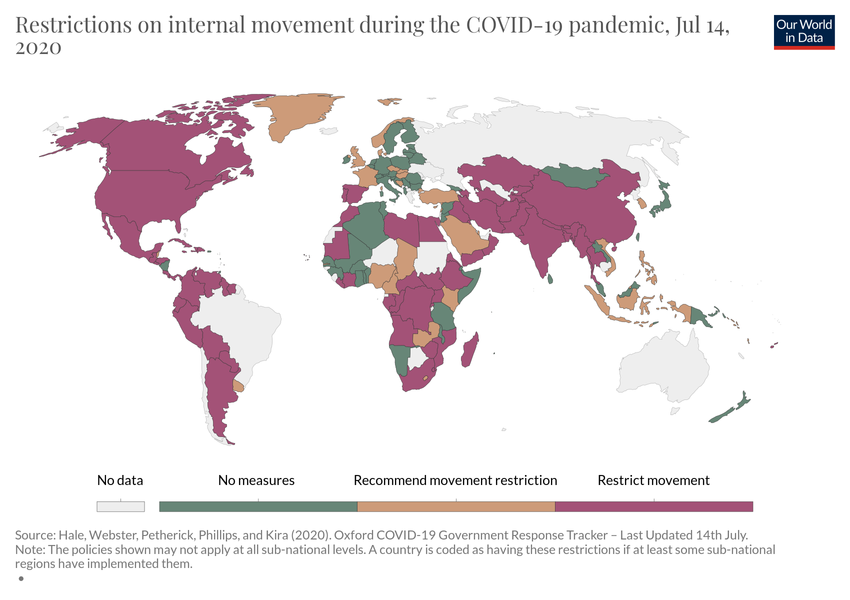 Restrictions on internal movement during the COVID-19 pandemic, Jul 14,
2020
Our World
in Data
No data
No measures
Recommend movement restriction
Restrict movement
Source: Hale, Webster, Petherick, Phillips, and Kira (2020). Oxford COVID-19 Government Response Tracker – Last Updated 14th July.
Note: The policies shown may not apply at all sub-national levels. A country is coded as having these restrictions if at least some sub-national
regions have implemented them.